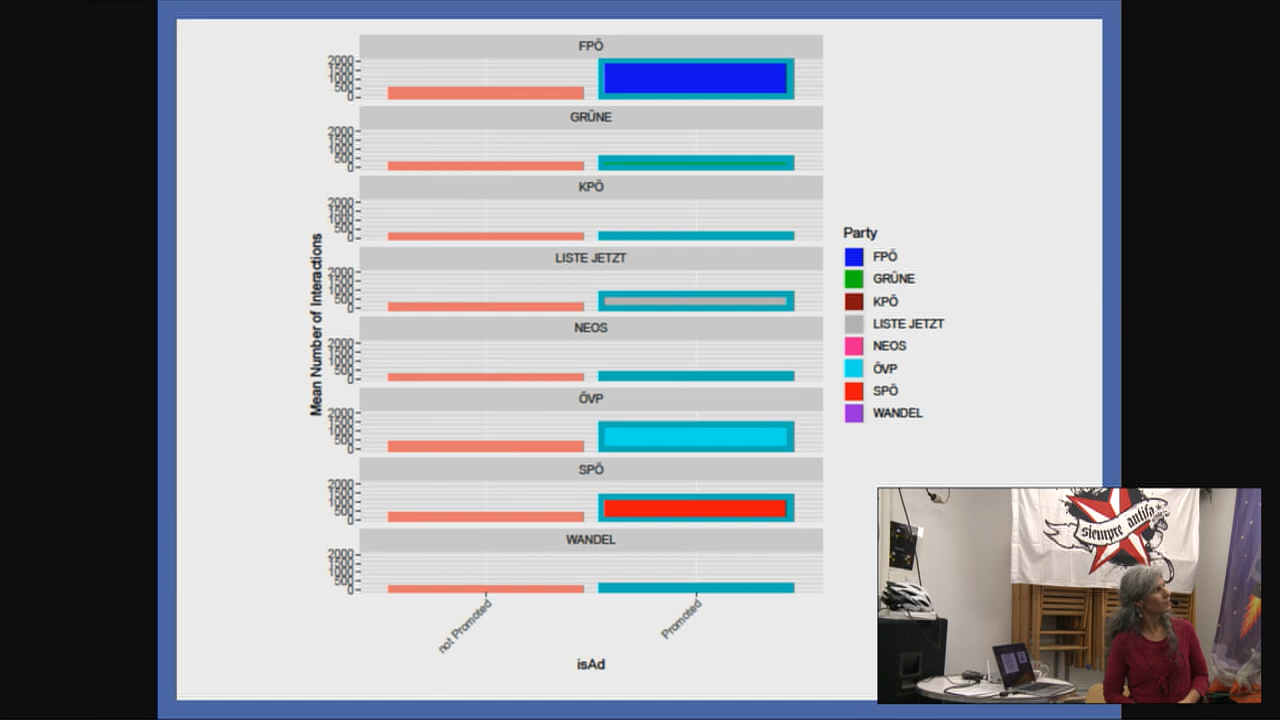 FPÖ
2000
1500
1000
500
0
GRÜNE
2000
1500
1000
500
0
KPÖ
2000
1500
1000
500
0
LISTE JETZT
2000
1500
1000
500
0
NEOS
2000
1500
1000
500
0
ÖVP
2000
1500
1000
500
0
SPÖ
2000
1500
1000
500
0
WANDEL
2000
1500
1000
500
0
Mean Number of Interactions
not Promoted
Promoted
isAd
Party
FPÖ
GRÜNE
KPÖ
LISTE JETZT
NEOS
ÖVP
SPÖ
WANDEL
siempre antifa